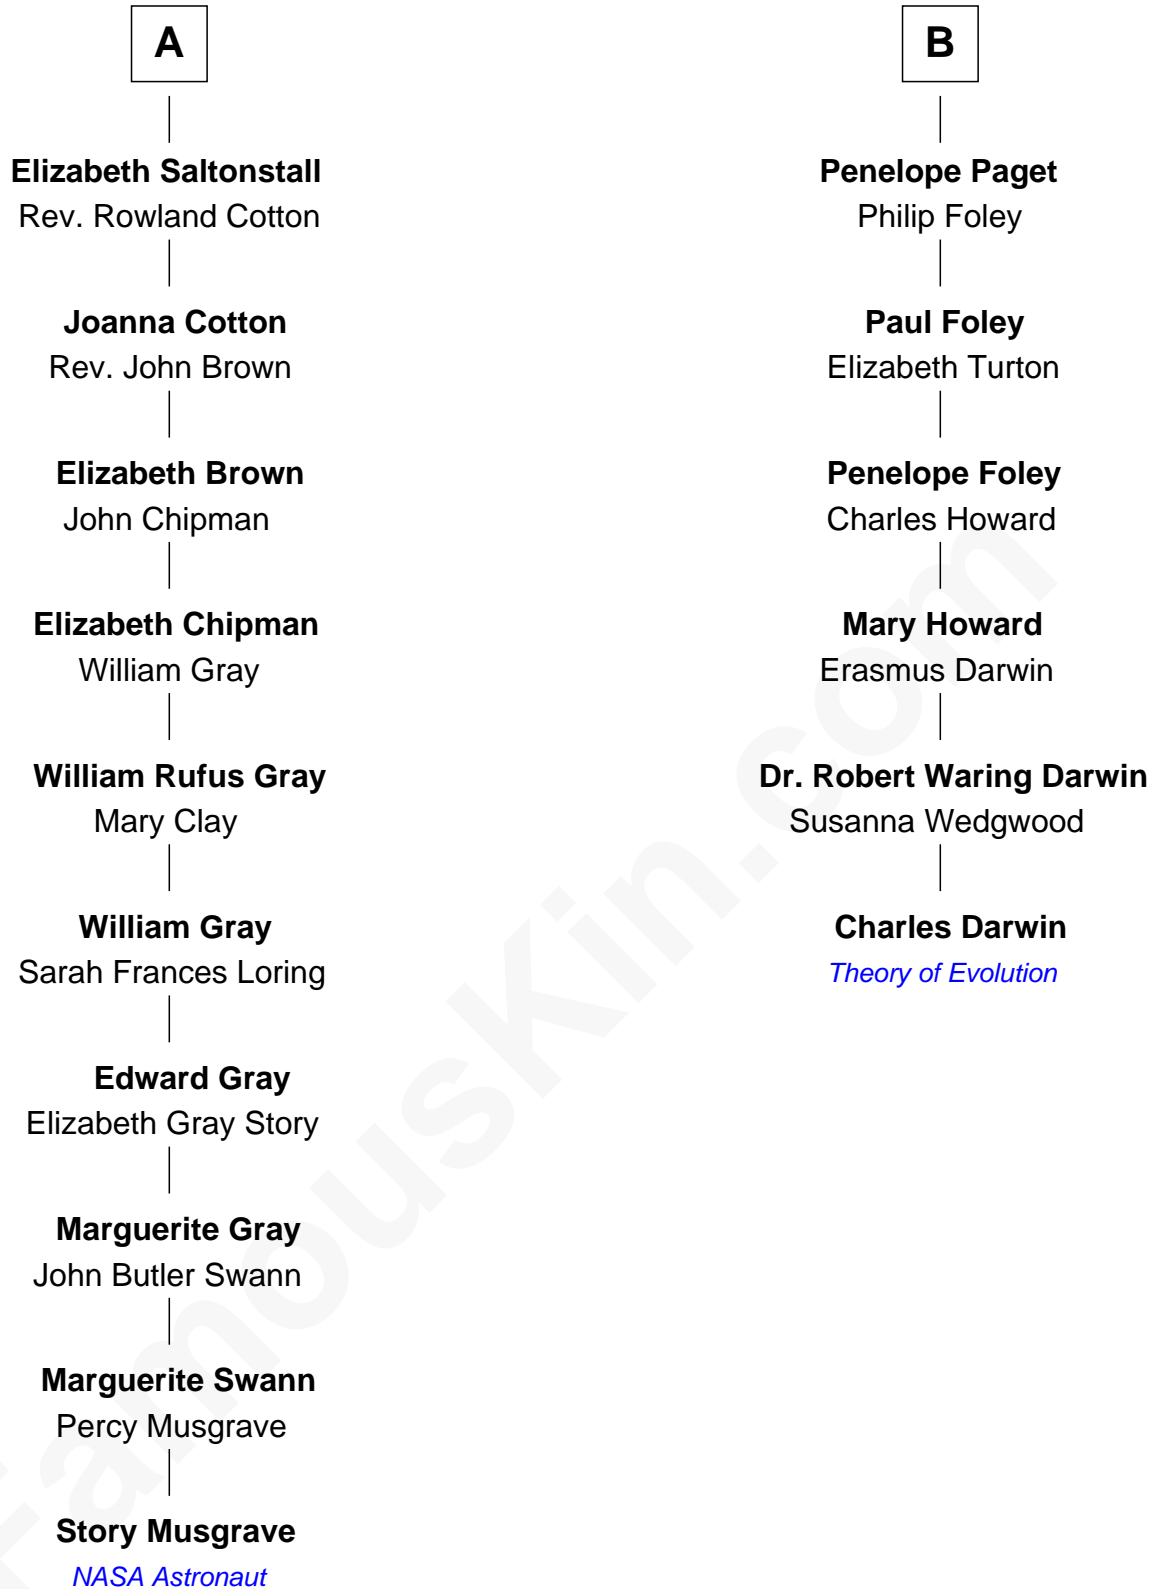 A
Elizabeth Saltonstall
Rev. Rowland Cotton
Joanna Cotton
Rev. John Brown
Elizabeth Brown
John Chipman
Elizabeth Chipman
William Gray
William Rufus Gray
Mary Clay
William Gray
Sarah Frances Loring
Edward Gray
Elizabeth Gray Story
Marguerite Gray
John Butler Swann
Marguerite Swann
Percy Musgrave
Story Musgrave
NASA Astronaut
B
Penelope Paget
Philip Foley
Paul Foley
Elizabeth Turton
Penelope Foley
Charles Howard
Mary Howard
Erasmus Darwin
Dr. Robert Waring Darwin
Susanna Wedgwood
Charles Darwin
Theory of Evolution
FamousKin.com